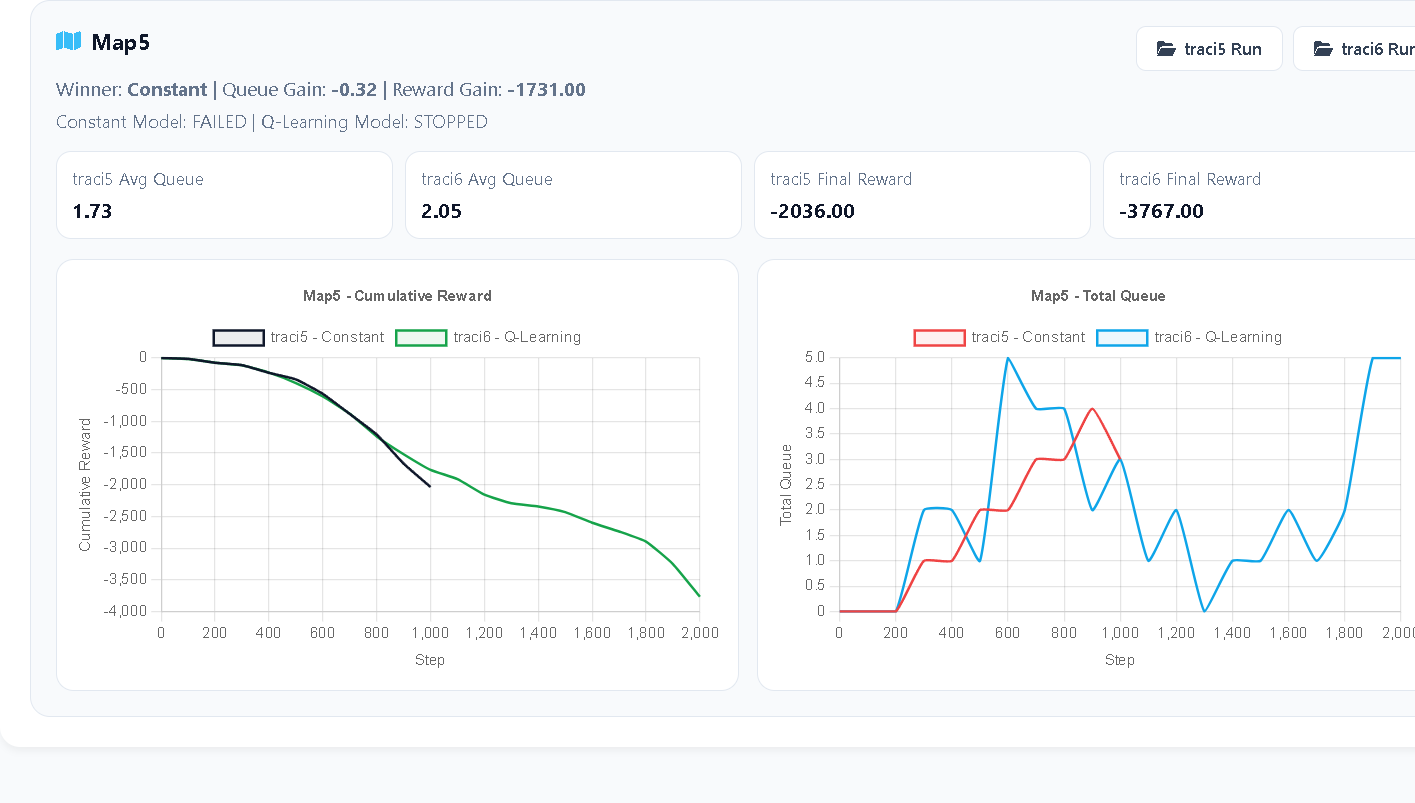 Map5
traci5 Run
traci6 Run
Winner: Constant | Queue Gain: -0.32 | Reward Gain: -1731.00
Constant Model: FAILED | Q-Learning Model: STOPPED
traci5 Avg Queue
1.73
traci6 Avg Queue
2.05
traci5 Final Reward
-2036.00
traci6 Final Reward
-3767.00
Map5 - Cumulative Reward
traci5 - Constant
traci6 - Q-Learning
Cumulative Reward
0
-500
-1,000
-1,500
-2,000
-2,500
-3,000
-3,500
-4,000
0 200 400 600 800 1,000 1,200 1,400 1,600 1,800 2,000
Step
Map5 - Total Queue
traci5 - Constant
traci6 - Q-Learning
Total Queue
5.0
4.5
4.0
3.5
3.0
2.5
2.0
1.5
1.0
0.5
0
0 200 400 600 800 1,000 1,200 1,400 1,600 1,800 2,000
Step